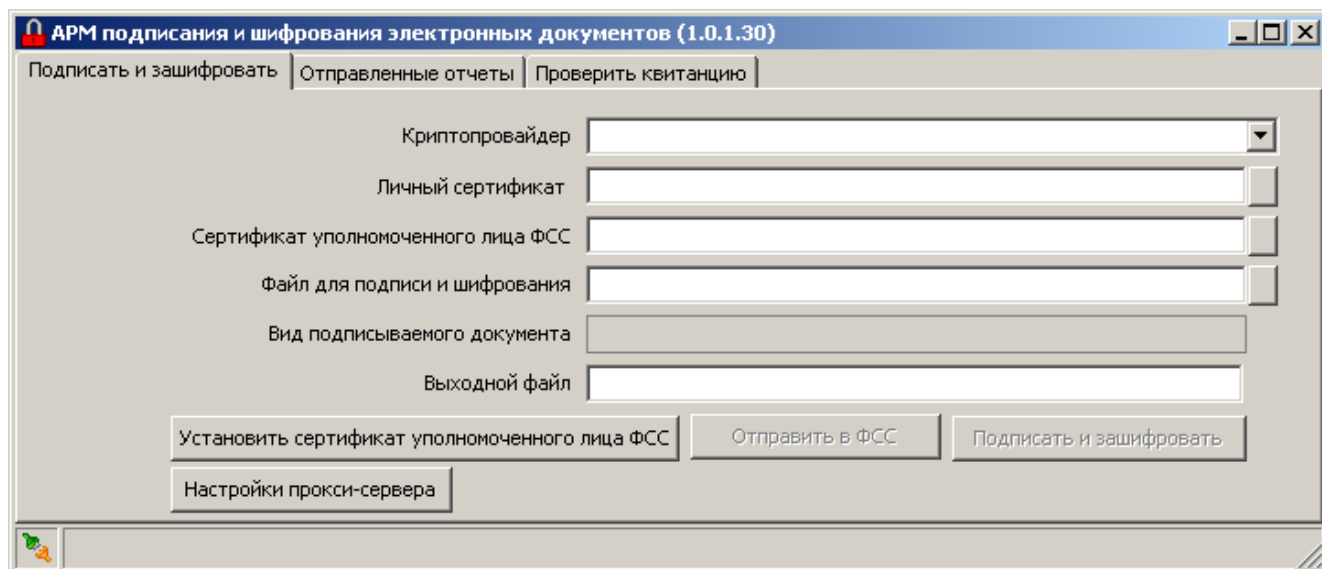 АРМ подписания и шифрования электронных документов (1.0.1.30)
Подписать и зашифровать Отправленные отчеты Проверить квитанцию
Криптопровайдер
Личный сертификат
Сертификат уполномоченного лица ФСС
Файл для подписи и шифрования
Вид подписываемого документа
Выходной файл
Установить сертификат уполномоченного лица ФСС Отправить в ФСС Подписать и зашифровать
Настройки прокси-сервера